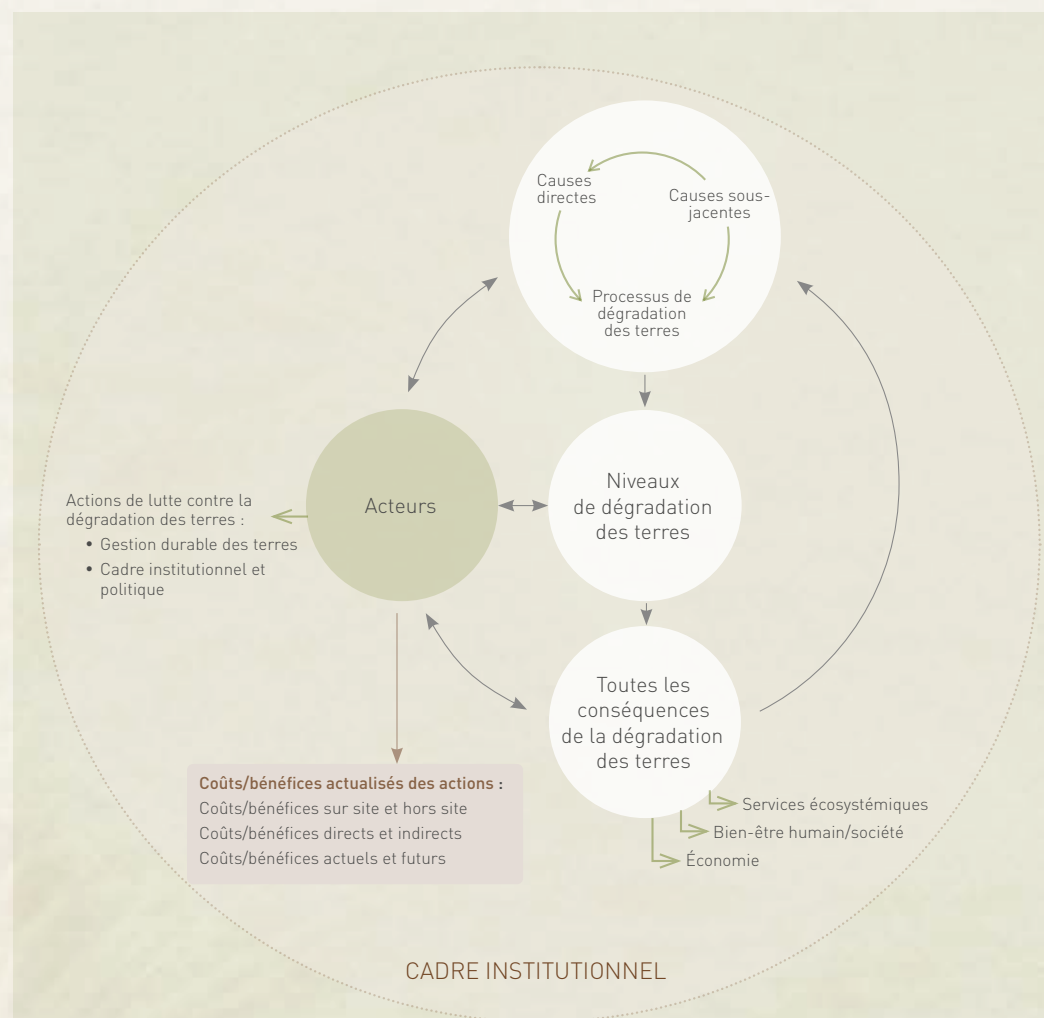 Causes
directes
Causes sous-
jacentes
Processus de
dégradation
des terres
Acteurs
Niveaux
de dégradation
des terres
Actions de lutte contre la
dégradation des terres :
• Gestion durable des terres
• Cadre institutionnel et
politique
Toutes les
conséquences
de la dégradation
des terres
Coûts/bénéfices actualisés des actions :
Coûts/bénéfices sur site et hors site
Coûts/bénéfices directs et indirects
Coûts/bénéfices actuels et futurs
Services écosystémiques
Bien-être humain/société
Économie
CADRE INSTITUTIONNEL